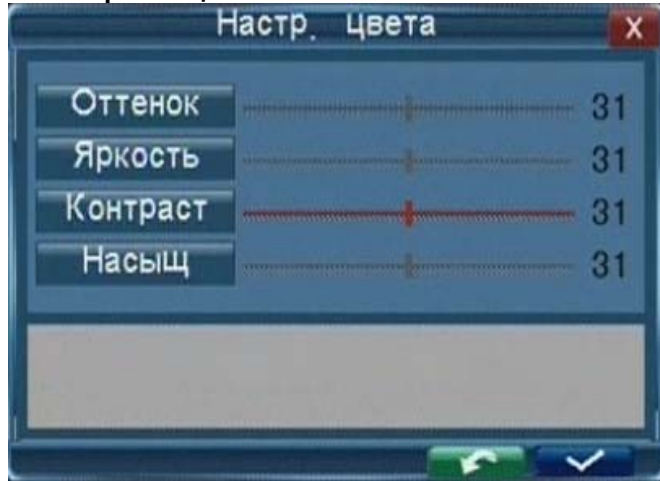 Настр. цвета X
Оттенок 31
Яркость 31
Контраст 31
Насыщ 31